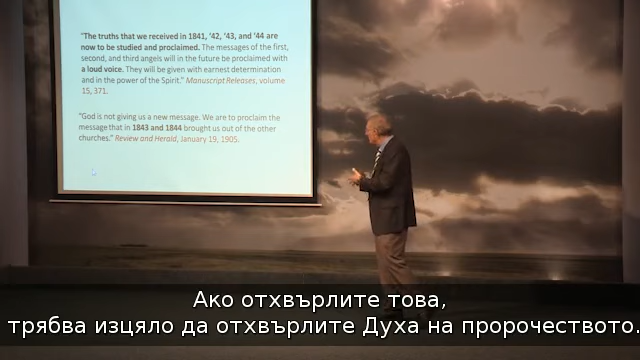 "The truths that we received in 1841, '42, '43, and '44 are
now to be studied and proclaimed. The messages of the first,
second, and third angels will in the future be proclaimed with
a loud voice. They will be given with earnest determination
and in the power of the Spirit." Manuscript Releases, volume
15, 371.
"God is not giving us a new message. We are to proclaim the
message that in 1843 and 1844 brought us out of the other
churches." Review and Herald, January 19, 1905.
Ако отхвърлите това,
трябва изцяло да отхвърлите Духа на пророчеството.